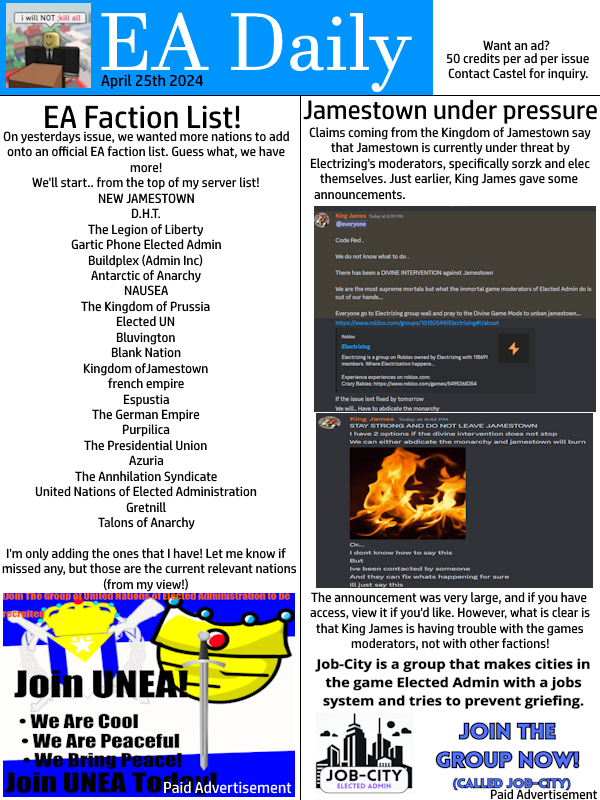 i will NOT ;kill all
EA Daily
April 25th 2024
Want an ad?
50 credits per ad per issue
Contact Castel for inquiry.
EA Faction List!
On yesterdays issue, we wanted more nations to add
onto an official EA faction list. Guess what, we have
more!
We'll start.. from the top of my server list!
NEW JAMESTOWN
D.H.T.
The Legion of Liberty
Gartic Phone Elected Admin
Buildplex (Admin Inc)
Antarctic of Anarchy
NAUSEA
The Kingdom of Prussia
Elected UN
Bluvington
Blank Nation
Kingdom ofJamestown
french empire
Espustia
The German Empire
Purpilica
The Presidential Union
Azuria
The Annhilation Syndicate
United Nations of Elected Administration
Gretnill
Talons of Anarchy
I'm only adding the ones that I have! Let me know if
missed any, but those are the current relevant nations
(from my view!)
Join The Group of United Nations of Elected Administration to be
recruited
Join UNEA!
• We Are Cool
• We Are Peaceful
• We Bring Peace!
Join UNEA Today!
Paid Advertisement
Jamestown under pressure
Claims coming from the Kingdom of Jamestown say
that Jamestown is currently under threat by
Electrizing's moderators, specifically sorzk and elec
themselves. Just earlier, King James gave some
announcements.
King James Today at 5:39 PM
@everyone
Code Red .
We do not know what to do .
There has been a DIVINE INTERVENTION against Jamestown
We are the most supreme mortals but what the immortal game moderators of Elected Admin do is
out of our hands...
Everyone go to Electrizing group wall and pray to the Divine Game Mods to unban jamestown...
https://www.roblox.com/groups/10150549/Electrizing#!/about
Roblox
Electrizing
Electrizing is a group on Roblox owned by Electrizing with 118691
members. Where Electrization happens...
Experience experiences on roblox.com:
Crazy Babies: https://www.roblox.com/games/5495368354
If the issue isnt fixed by tomorrow
We will.. Have to abdicate the monarchy
King James Today at 5:42 PM
STAY STRONG AND DO NOT LEAVE JAMESTOWN
I have 2 options if the divine intervention does not stop
We can either abdicate the monarchy and jamestown will burn
Or...
I dont know how to say this
But
Ive been contacted by someone
And they can fix whats happening for sure
Ill just say this
The announcement was very large, and if you have
access, view it if you'd like. However, what is clear is
that King James is having trouble with the games
moderators, not with other factions!
Job-City is a group that makes cities in
the game Elected Admin with a jobs
system and tries to prevent griefing.
JOB-CITY
ELECTED ADMIN
JOIN THE
GROUP NOW!
(CALLED JOB-CITY)
Paid Advertisement